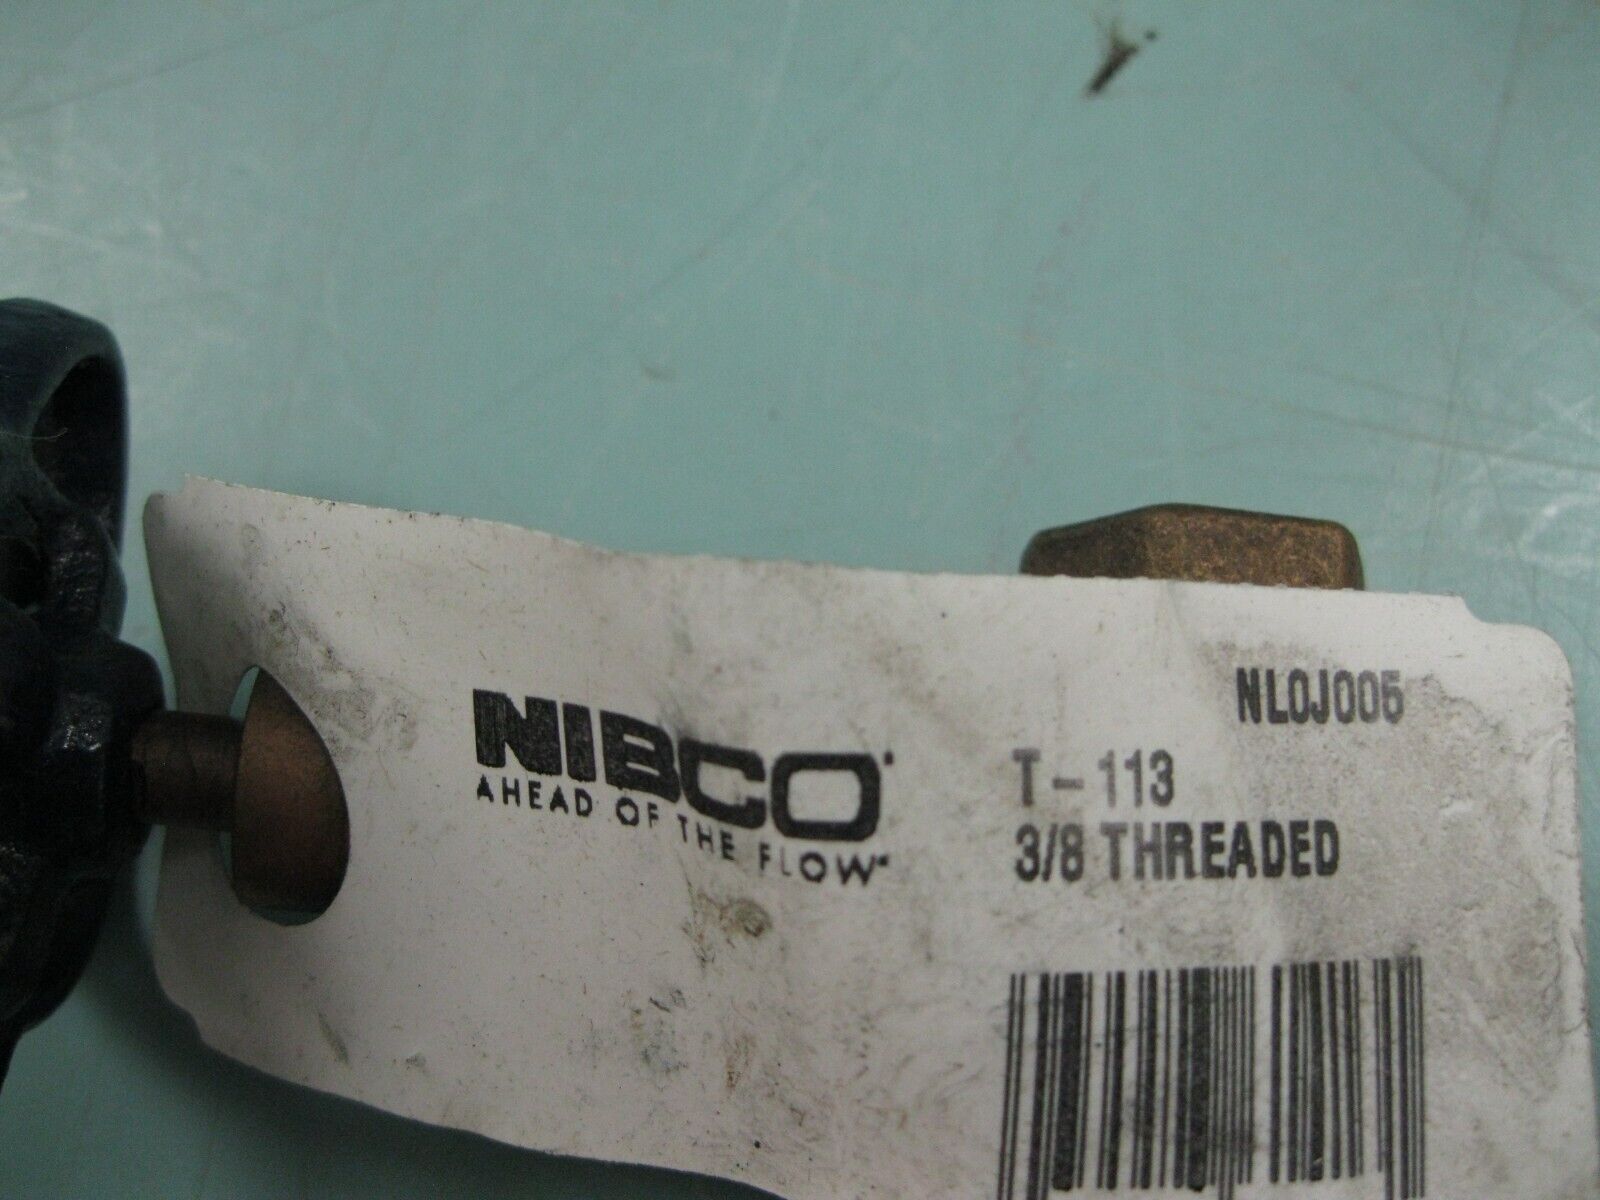 NIBCO
AHEAD OF THE FLOW
NL0J005
T-113
3/8 THREADED